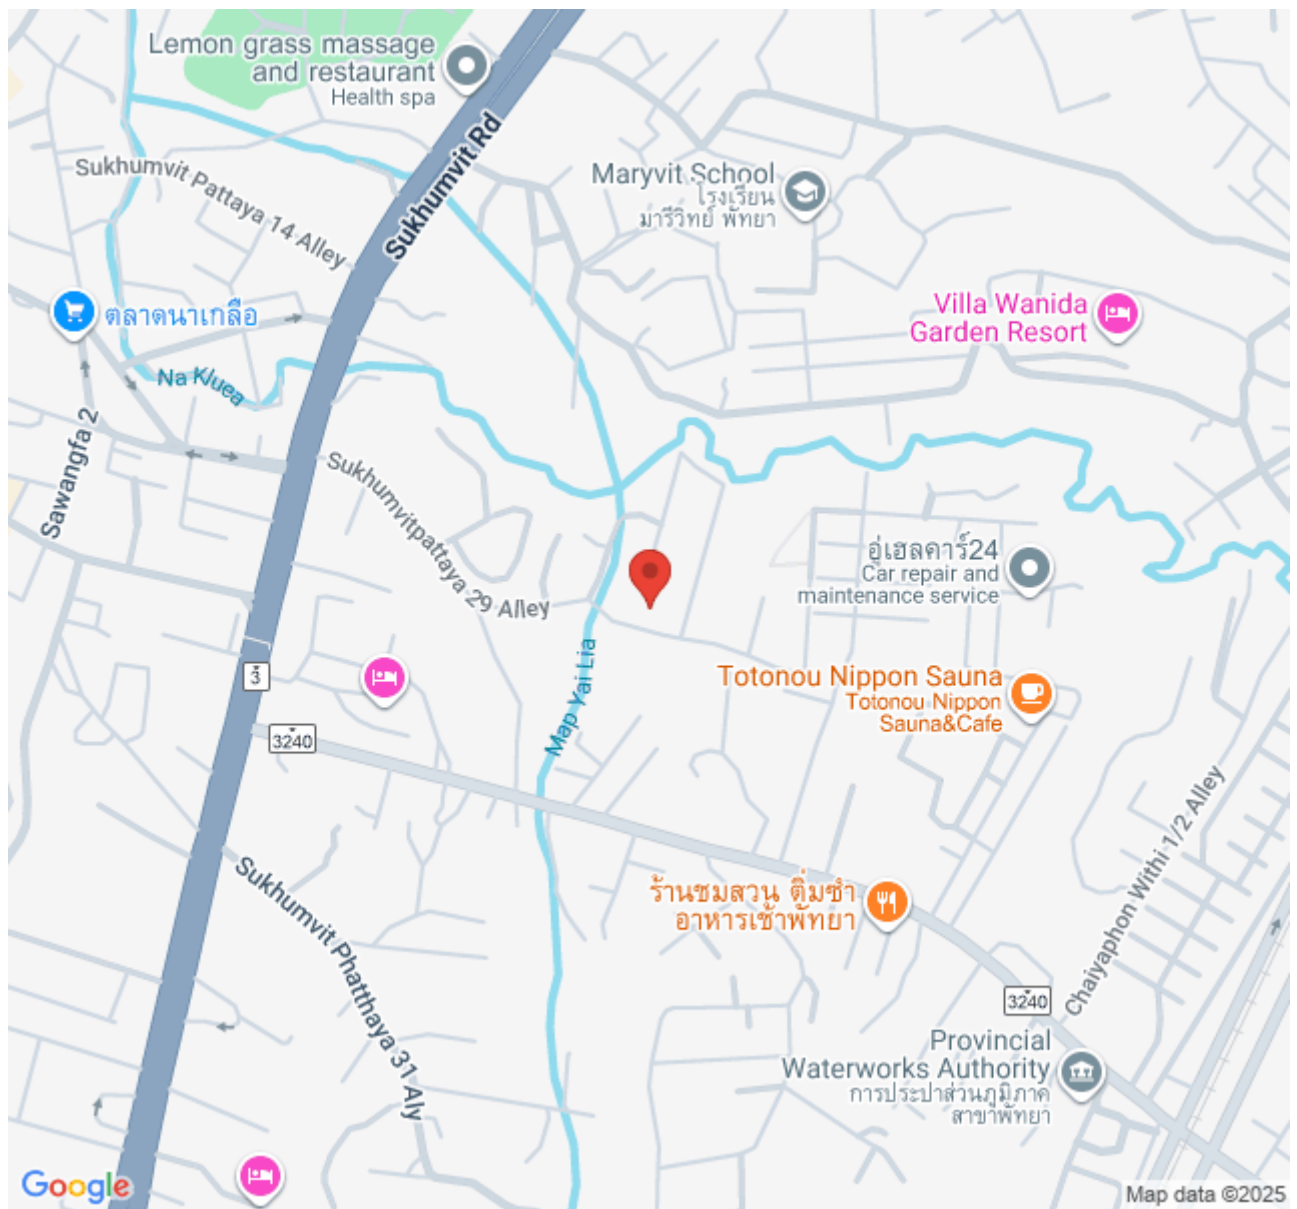 Lemon grass massage
and restaurant
Health spa
Sukhumvit Rd
Sukhumvit Pattaya 14 Alley
Maryvit School
โรงเรียน
มารีวิทย์ พัทยา
ตลาดนาเกลือ
Villa Wanida
Garden Resort
Na Kluea
Sawangfa 2
Sukhumvitpattaya 29 Alley
อู่เฮลคาร์24
Car repair and
maintenance service
Map Yai Lia
3
Totonou Nippon Sauna
Totonou Nippon
Sauna&Cafe
3240
Chaiyaphon Withi 1/2 Alley
Sukhumvit Phatthaya 31 Aly
ร้านชมสวน ติ่มซำ
อาหารเช้าพัทยา
3240
Provincial
Waterworks Authority
การประปาส่วนภูมิภาค
สาขาพัทยา
Google
Map data ©2025